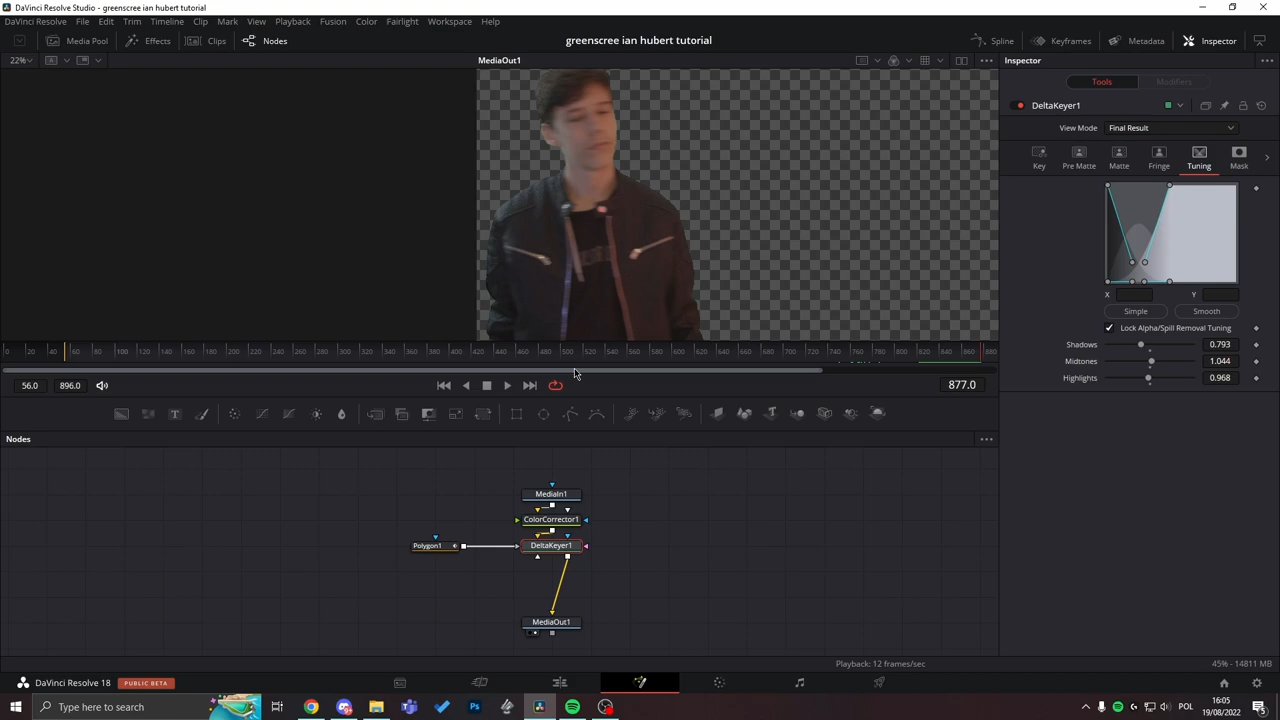 DaVinci Resolve Studio - greenscree ian hubert tutorial
DaVinci Resolve File Edit Trim Timeline Clip Mark View Playback Fusion Color Fairlight Workspace Help
Media Pool Effects Clips Nodes greenscree ian hubert tutorial Spline Keyframes Metadata Inspector
22% MediaOut1 Inspector
Tools Modifiers
DeltaKeyer1
View Mode Final Result
Key Pre Matte Matte Fringe Tuning Mask
X Y
Simple Smooth
Lock Alpha/Spill Removal Tuning
Shadows 0.793
Midtones 1.044
Highlights 0.968
0 20 40 60 80 100 120 140 160 180 200 220 240 260 280 300 320 340 360 380 400 420 440 460 480 500 520 540 560 580 600 620 640 660 680 700 720 740 760 780 800 820 840 860 880
56.0 896.0 877.0
Nodes
MediaIn1
ColorCorrector1
Polygon1 DeltaKeyer1
MediaOut1
Playback: 12 frames/sec 45% - 14811 MB
DaVinci Resolve 18 PUBLIC BETA
Type here to search
16:05
19/08/2022
5